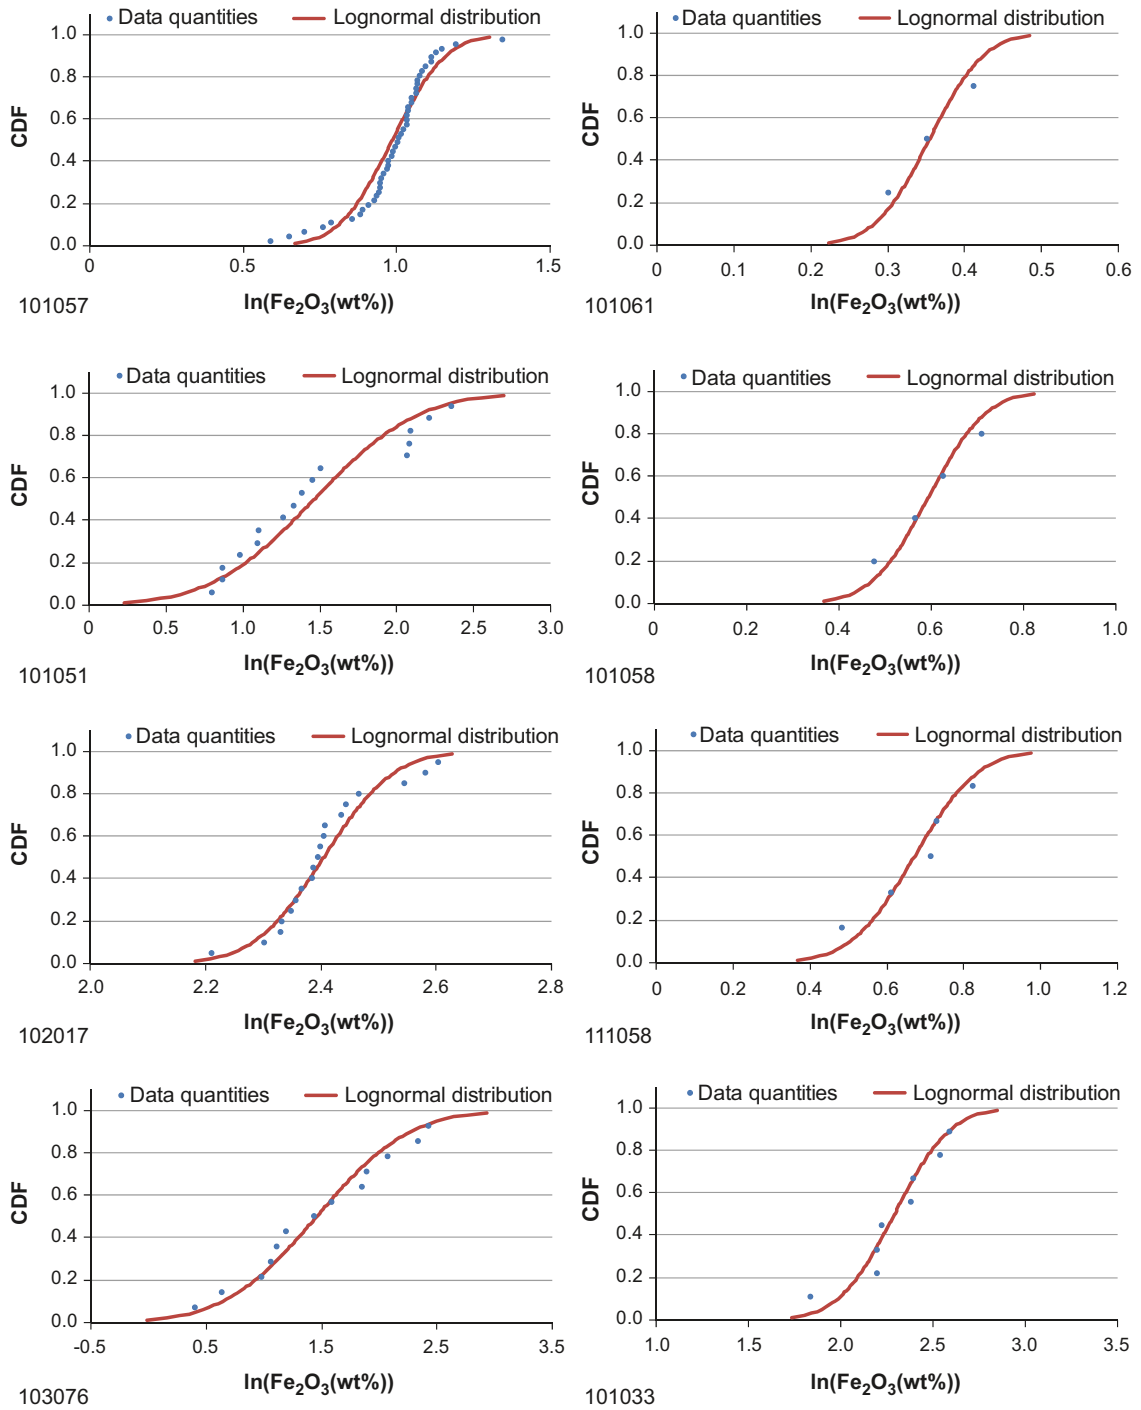 Data quantities Lognormal distribution
1.0
0.8
0.6
0.4
0.2
0.0
CDF
0 0.5 1.0 1.5
ln(Fe₂O₃(wt%))
101057
Data quantities Lognormal distribution
1.0
0.8
0.6
0.4
0.2
0.0
CDF
0 0.1 0.2 0.3 0.4 0.5 0.6
ln(Fe₂O₃(wt%))
101061
Data quantities Lognormal distribution
1.0
0.8
0.6
0.4
0.2
0.0
CDF
0 0.5 1.0 1.5 2.0 2.5 3.0
ln(Fe₂O₃(wt%))
101051
Data quantities Lognormal distribution
1.0
0.8
0.6
0.4
0.2
0.0
CDF
0 0.2 0.4 0.6 0.8 1.0
ln(Fe₂O₃(wt%))
101058
Data quantities Lognormal distribution
1.0
0.8
0.6
0.4
0.2
0.0
CDF
2.0 2.2 2.4 2.6 2.8
ln(Fe₂O₃(wt%))
102017
Data quantities Lognormal distribution
1.0
0.8
0.6
0.4
0.2
0.0
CDF
0 0.2 0.4 0.6 0.8 1.0 1.2
ln(Fe₂O₃(wt%))
111058
Data quantities Lognormal distribution
1.0
0.8
0.6
0.4
0.2
0.0
CDF
-0.5 0.5 1.5 2.5 3.5
ln(Fe₂O₃(wt%))
103076
Data quantities Lognormal distribution
1.0
0.8
0.6
0.4
0.2
0.0
CDF
1.0 1.5 2.0 2.5 3.0 3.5
ln(Fe₂O₃(wt%))
101033